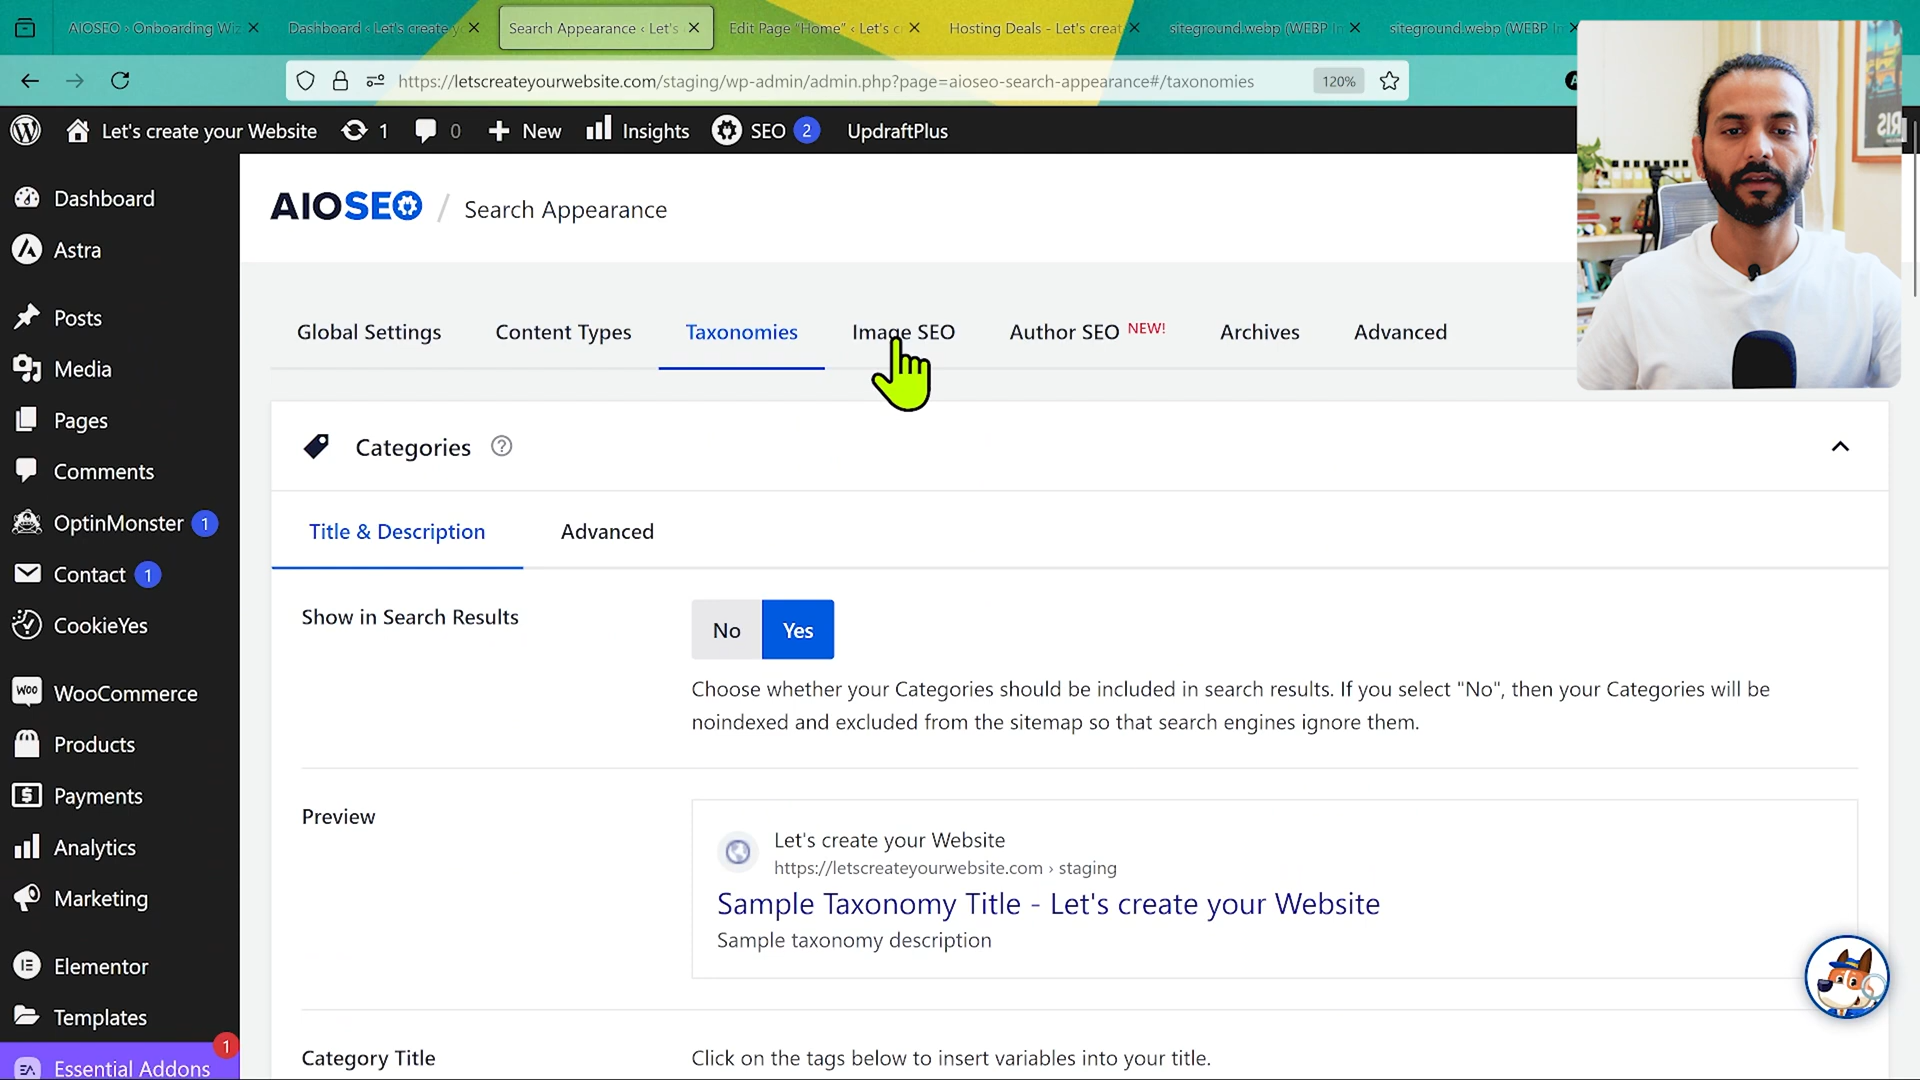 AIOSEO › Onboarding Wiz
Dashboard ‹ Let's create y
Search Appearance ‹ Let's
Edit Page "Home" ‹ Let's c
Hosting Deals - Let's creat
siteground.webp (WEBP Im
siteground.webp (WEBP Im
https://letscreateyourwebsite.com/staging/wp-admin/admin.php?page=aioseo-search-appearance#/taxonomies
120%
Let's create your Website
1
0
New
Insights
SEO 2
UpdraftPlus
Dashboard
Astra
Posts
Media
Pages
Comments
OptinMonster 1
Contact 1
CookieYes
WOO WooCommerce
Products
Payments
Analytics
Marketing
Elementor
Templates
1
EA Essential Addons
AIOSEO / Search Appearance
Global Settings
Content Types
Taxonomies
Image SEO
Author SEO NEW!
Archives
Advanced
Categories ?
Title & Description
Advanced
Show in Search Results
No
Yes
Choose whether your Categories should be included in search results. If you select "No", then your Categories will be
noindexed and excluded from the sitemap so that search engines ignore them.
Preview
Let's create your Website
https://letscreateyourwebsite.com › staging
Sample Taxonomy Title - Let's create your Website
Sample taxonomy description
Category Title
Click on the tags below to insert variables into your title.